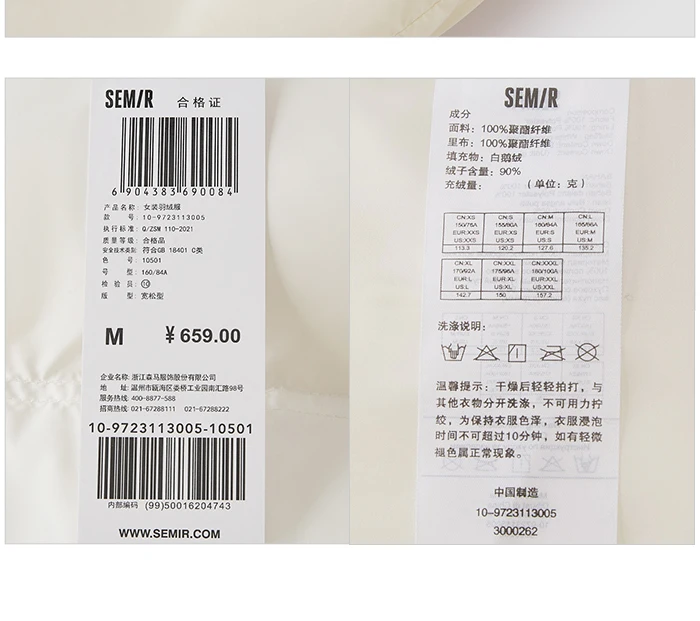 SEM/R 合格证
6 904383 690084
产品名称: 女装羽绒服
款 号: 10-9723113005
执行标准: Q/ZSM 110-2021
质量等级: 合格品
安全技术类别: 符合GB 18401 C类
色 号: 10501
号 型: 160/84A
检 验 员: 10
版 型: 宽松型
M ¥659.00
企业名称: 浙江森马服饰股份有限公司
地 址: 温州市瓯海区娄桥工业园南汇路98号
服务热线: 400-8877-588
招商热线: 021-67288111 021-67288222
10-9723113005-10501
内部编码 (99)50016204743
WWW.SEMIR.COM
SEM/R
成分
面料: 100%聚酯纤维
里布: 100%聚酯纤维
填充物: 白鹅绒
绒子含量: 90%
充绒量: (单位: 克)
CN:XS CN:S CN:M CN:L
150/76A 155/80A 160/84A 165/88A
EUR:XXS EUR:XS EUR:S EUR:M
US:XXS US:XS US:S US:M
113.3 120.2 127.6 135.2
CN:XL CN:XXL CN:XXXL
170/92A 175/96A 180/100A
EUR:L EUR:XL EUR:XXL
US:L US:XL US:XXL
142.7 150 157.2
洗涤说明:
温馨提示: 干燥后轻轻拍打, 与
其他衣物分开洗涤, 不可用力拧
绞, 为保持衣服色泽, 衣服浸泡
时间不可超过10分钟, 如有轻微
褪色属正常现象。
中国制造
10-9723113005
3000262